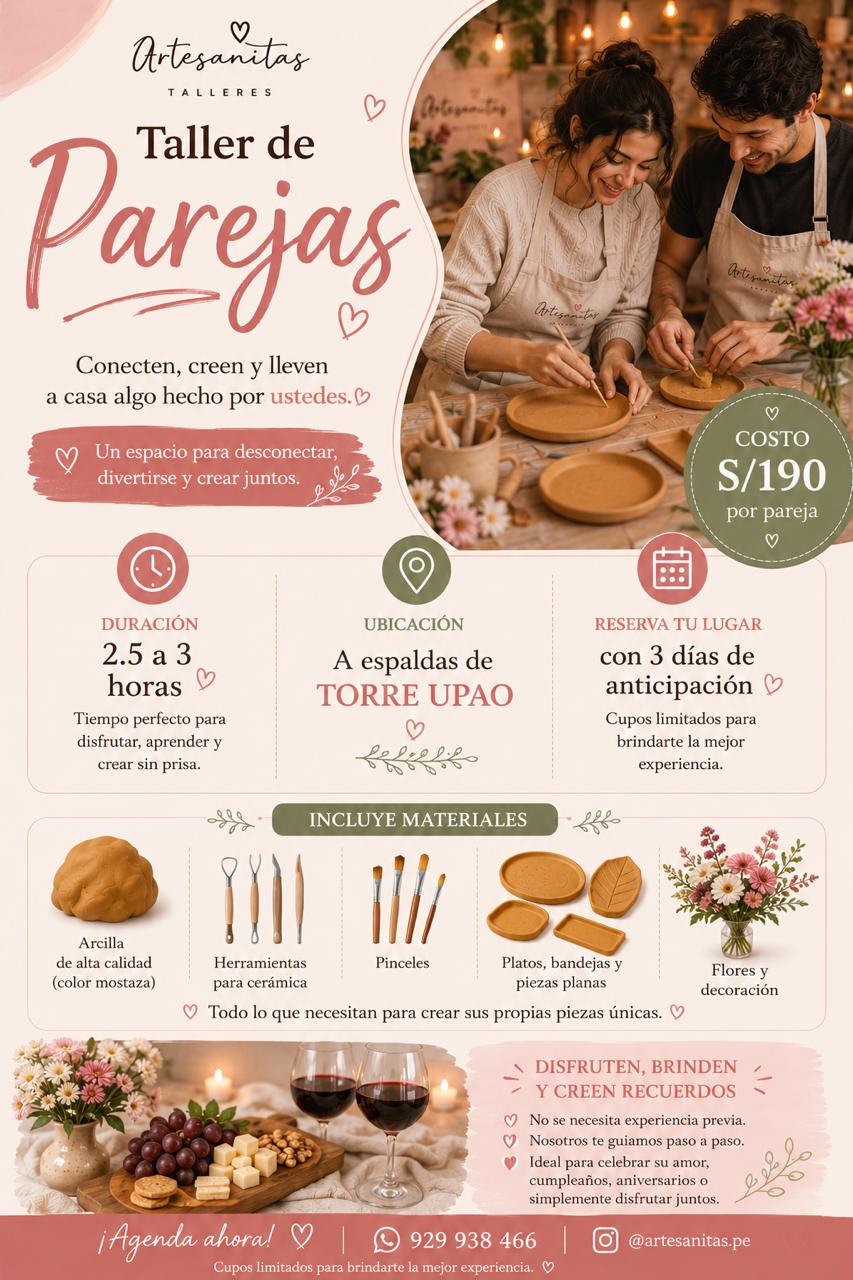 Artesanitas
TALLERES
Taller de
Parejas
Conecten, creen y lleven
a casa algo hecho por ustedes.
Un espacio para desconectar,
divertirse y crear juntos.
Artesanitas
Artesanitas
Artesanitas
COSTO
S/190
por pareja
DURACIÓN
2.5 a 3
horas
Tiempo perfecto para
disfrutar, aprender y
crear sin prisa.
UBICACIÓN
A espaldas de
TORRE UPAO
RESERVA TU LUGAR
con 3 días de
anticipación
Cupos limitados para
brindarte la mejor
experiencia.
INCLUYE MATERIALES
Arcilla
de alta calidad
(color mostaza)
Herramientas
para cerámica
Pinceles
Platos, bandejas y
piezas planas
Flores y
decoración
Todo lo que necesitan para crear sus propias piezas únicas.
DISFRUTEN, BRINDEN
Y CREEN RECUERDOS
No se necesita experiencia previa.
Nosotros te guiamos paso a paso.
Ideal para celebrar su amor,
cumpleaños, aniversarios o
simplemente disfrutar juntos.
¡Agenda ahora!
929 938 466
@artesanitas.pe
Cupos limitados para brindarte la mejor experiencia.